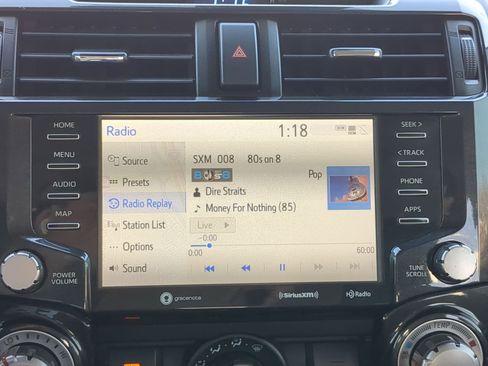 HOME
MENU
AUDIO
MAP
POWER
VOLUME
Radio
1:18
Source
Presets
Radio Replay
Station List
Options
Sound
SXM 008 80s on 8
Pop
Dire Straits
Money For Nothing (85)
Live
-0:00
0:00
60:00
gracenote
SiriusXM
HD Radio
SEEK >
< TRACK
PHONE
APPS
TUNE
SCROLL
TEMP